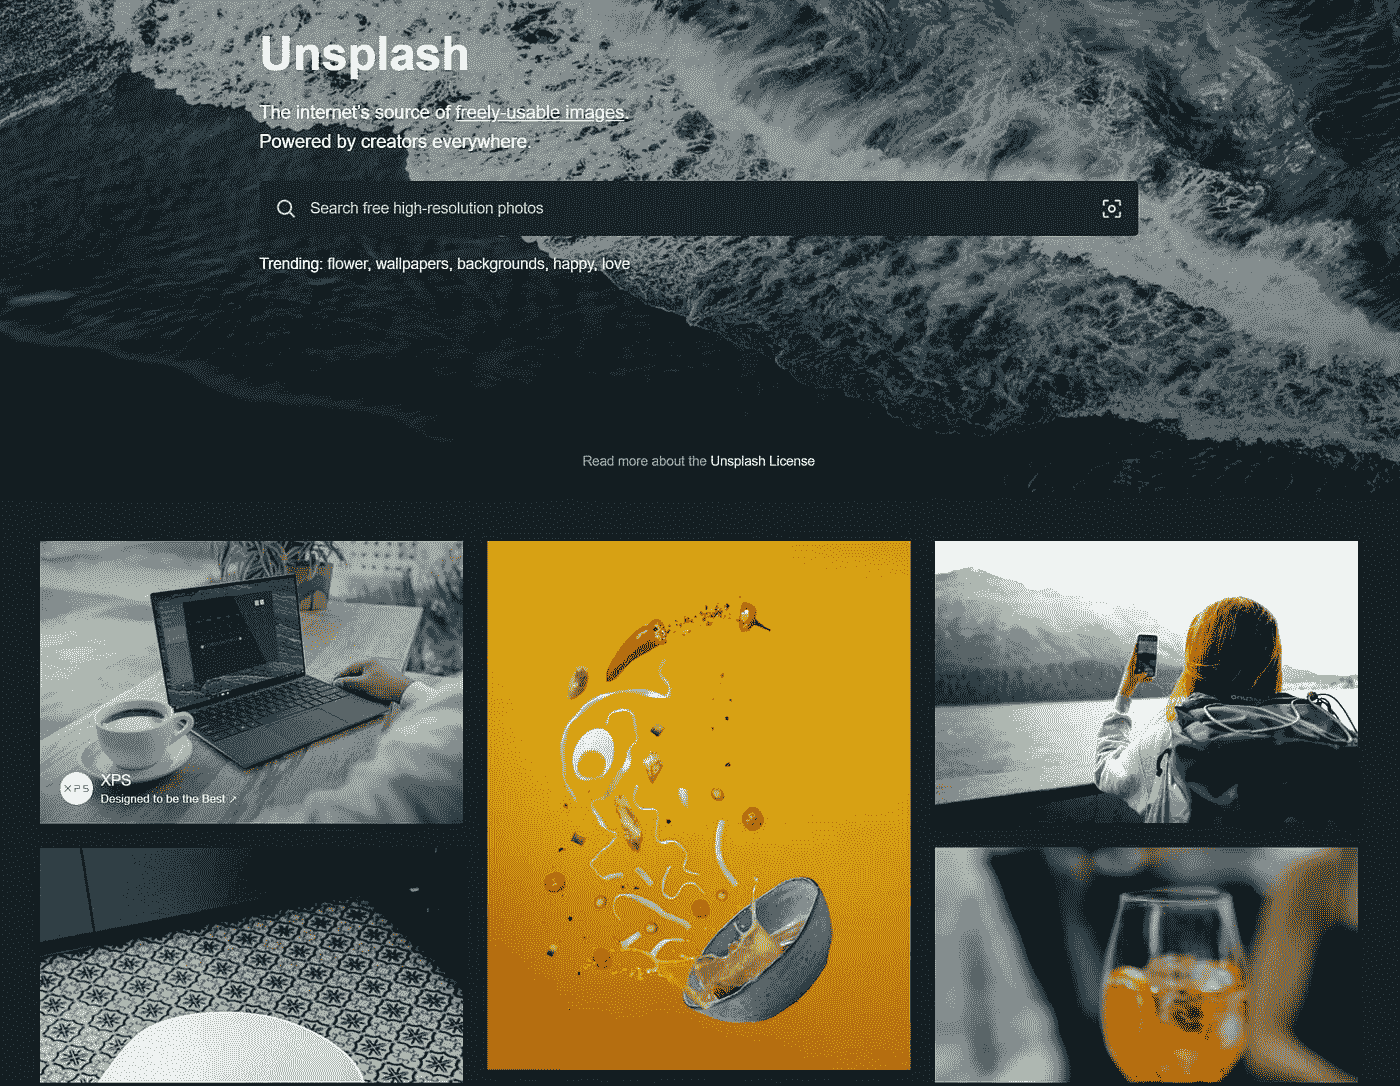 Unsplash
The internet's source of freely-usable images.
Powered by creators everywhere.
Search free high-resolution photos
Trending: flower, wallpapers, backgrounds, happy, love
Read more about the Unsplash License
XPS
XPS
Designed to be the Best ↗